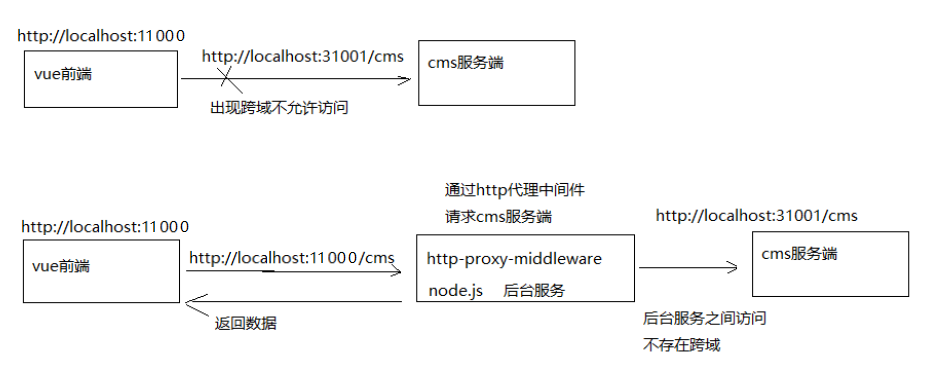 http://localhost:11000
vue前端
http://localhost:31001/cms
出现跨域不允许访问
cms服务端
通过http代理中间件
请求cms服务端
http://localhost:11000
vue前端
http://localhost:11000/cms
返回数据
http-proxy-middleware
node.js 后台服务
http://localhost:31001/cms
cms服务端
后台服务之间访问
不存在跨域